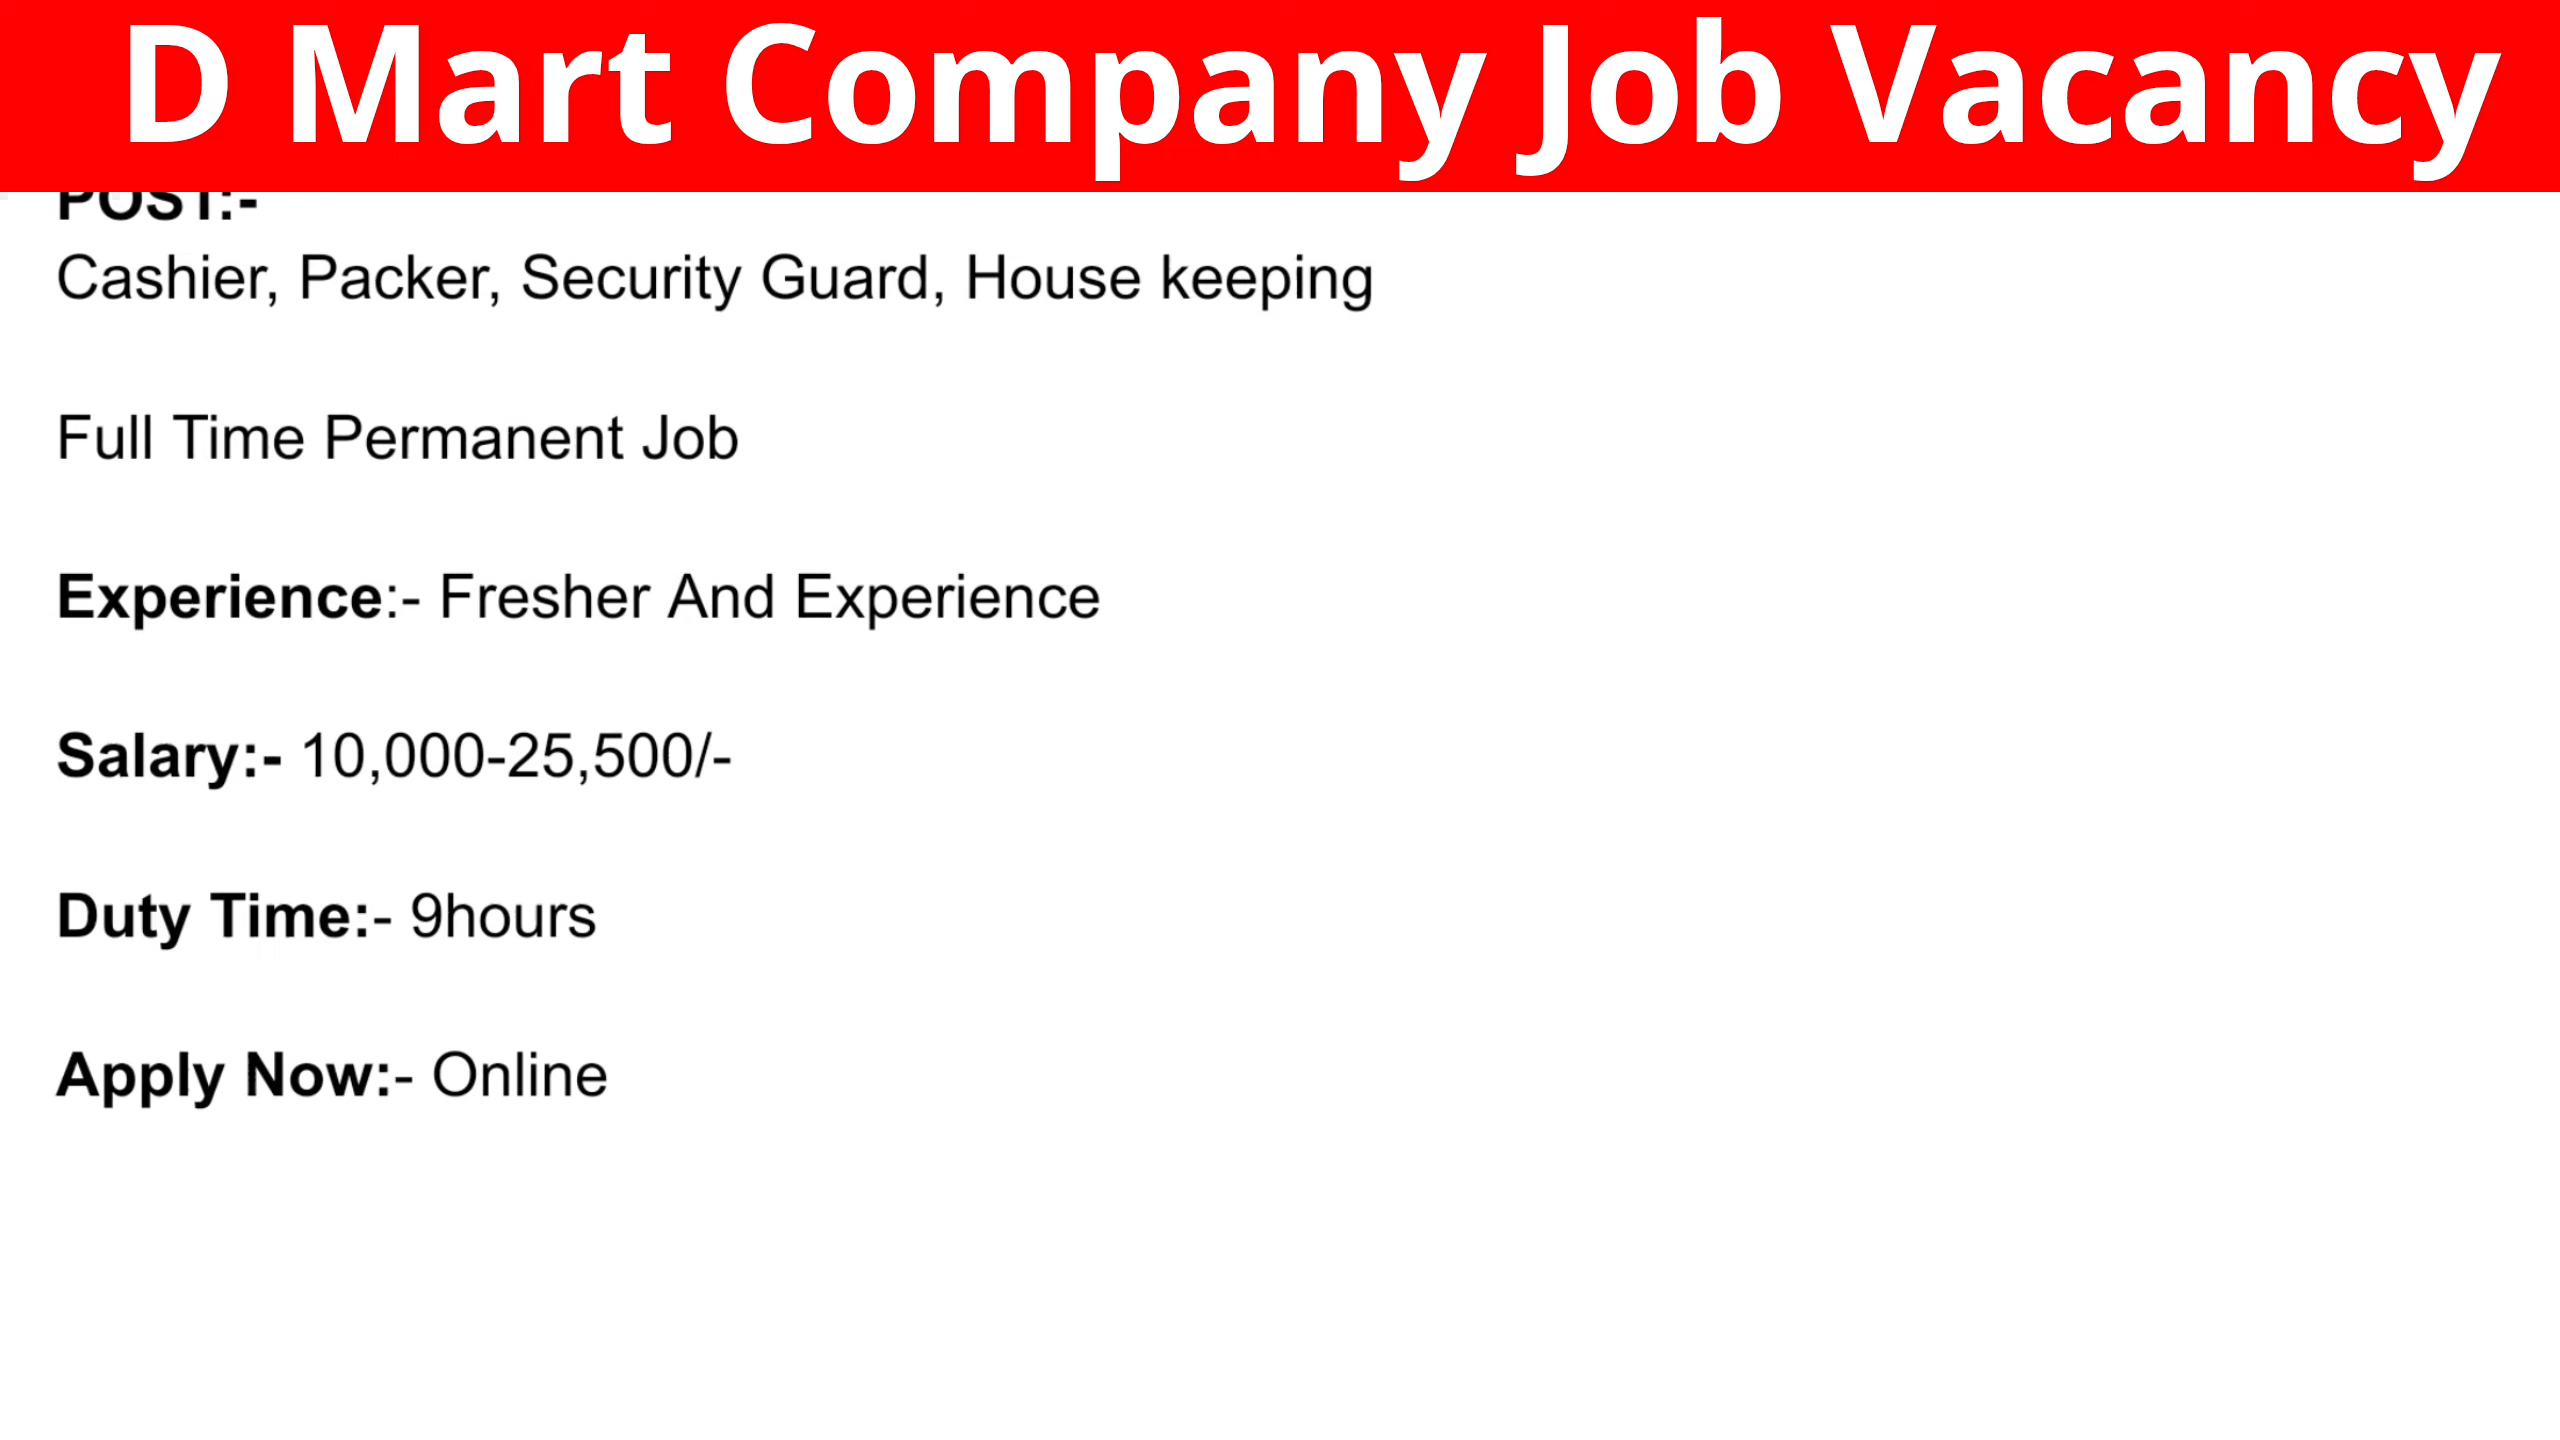 D Mart Company Job Vacancy
POST:-
Cashier, Packer, Security Guard, House keeping
Full Time Permanent Job
Experience:- Fresher And Experience
Salary:- 10,000-25,500/-
Duty Time:- 9hours
Apply Now:- Online